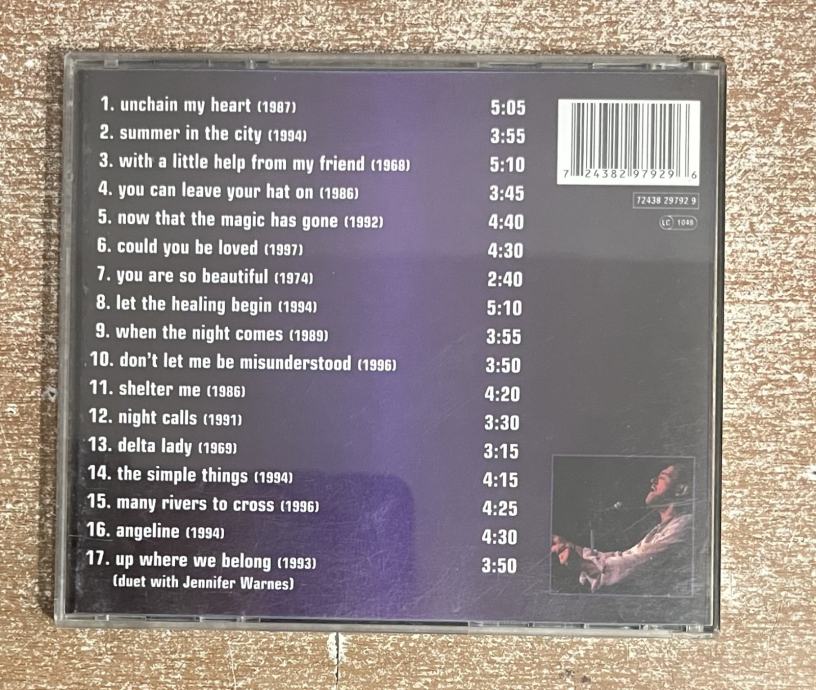 1. unchain my heart (1987) 5:05
2. summer in the city (1994) 3:55
3. with a little help from my friend (1968) 5:10
4. you can leave your hat on (1986) 3:45
5. now that the magic has gone (1992) 4:40
6. could you be loved (1997) 4:30
7. you are so beautiful (1974) 2:40
8. let the healing begin (1994) 5:10
9. when the night comes (1989) 3:55
10. don't let me be misunderstood (1996) 3:50
11. shelter me (1986) 4:20
12. night calls (1991) 3:30
13. delta lady (1969) 3:15
14. the simple things (1994) 4:15
15. many rivers to cross (1996) 4:25
16. angeline (1994) 4:30
17. up where we belong (1993) 3:50
(duet with Jennifer Warnes)
7 24382 97929 6
72438 29792 9
LC 1049